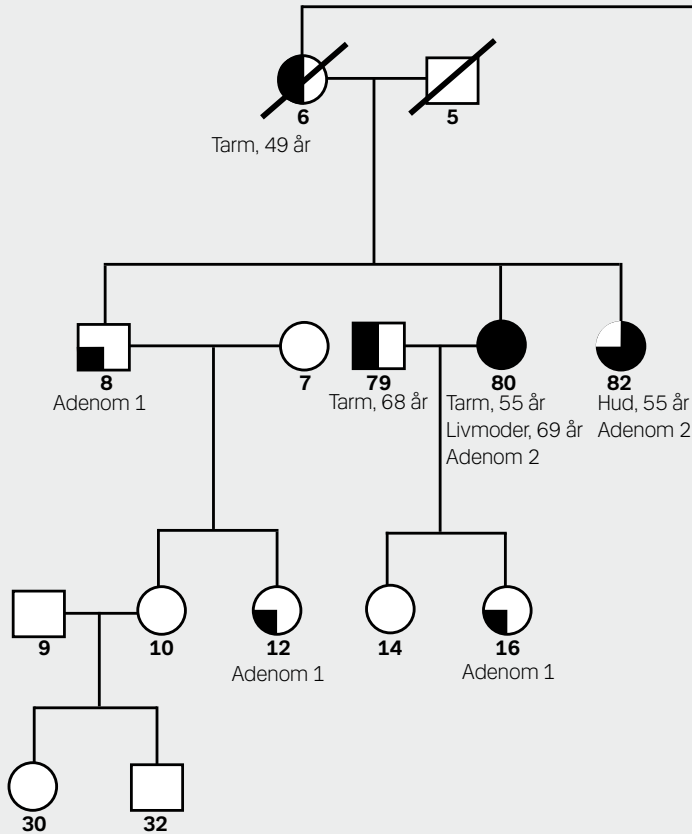 6
5
Tarm, 49 år
8
7
79
80
82
Adenom 1
Tarm, 68 år
Tarm, 55 år
Livmoder, 69 år
Adenom 2
Hud, 55 år
Adenom 2
9
10
12
14
16
Adenom 1
Adenom 1
30
32